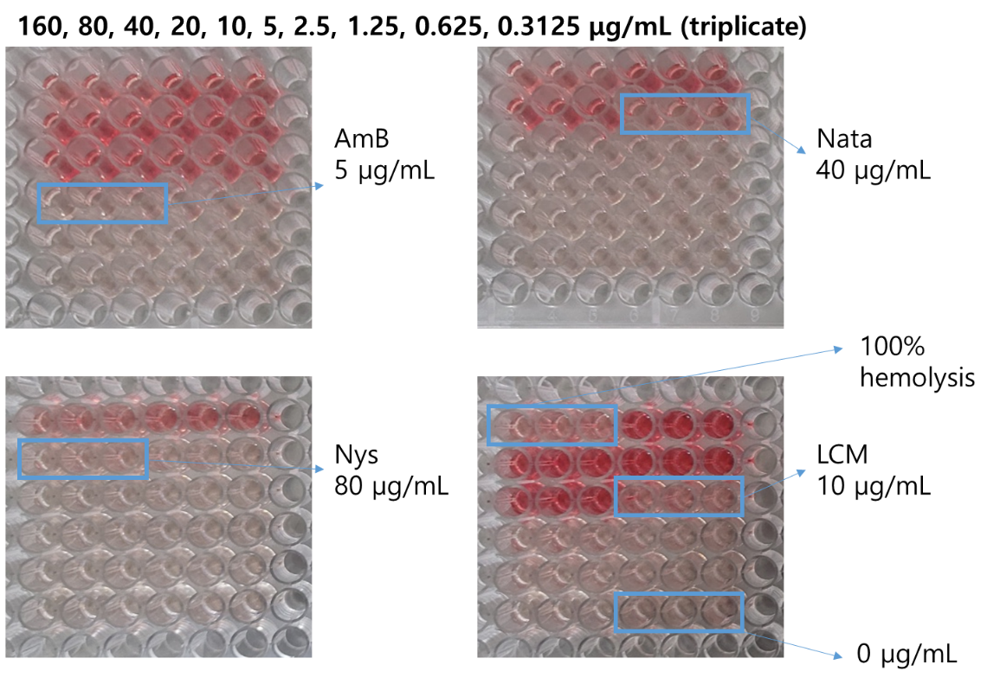 160, 80, 40, 20, 10, 5, 2.5, 1.25, 0.625, 0.3125 μg/mL (triplicate)
AmB
5 μg/mL
Nata
40 μg/mL
100%
hemolysis
Nys
80 μg/mL
LCM
10 μg/mL
0 μg/mL